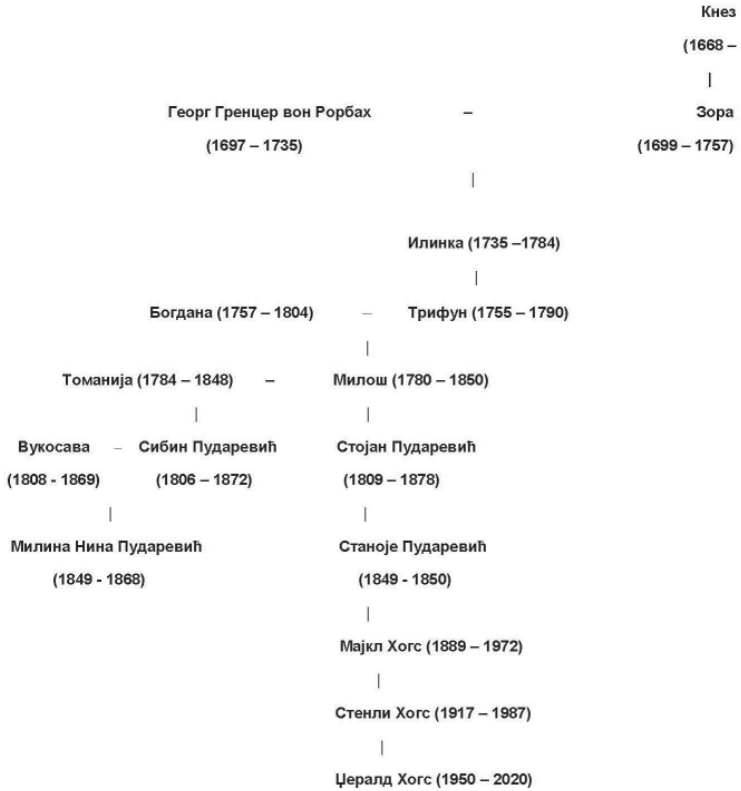 Кнез
(1668 –
|
Георг Гренцер вон Рорбах – Зора
(1697 – 1735) (1699 – 1757)
|
Илинка (1735 –1784)
|
Богдана (1757 – 1804) – Трифун (1755 – 1790)
|
Томанија (1784 – 1848) – Милош (1780 – 1850)
| |
Вукосава – Сибин Пударевић Стојан Пударевић
(1808 - 1869) (1806 – 1872) (1809 – 1878)
| |
Милина Нина Пударевић Станоје Пударевић
(1849 - 1868) (1849 - 1850)
|
Мајкл Хогс (1889 – 1972)
|
Стенли Хогс (1917 – 1987)
|
Џералд Хогс (1950 – 2020)